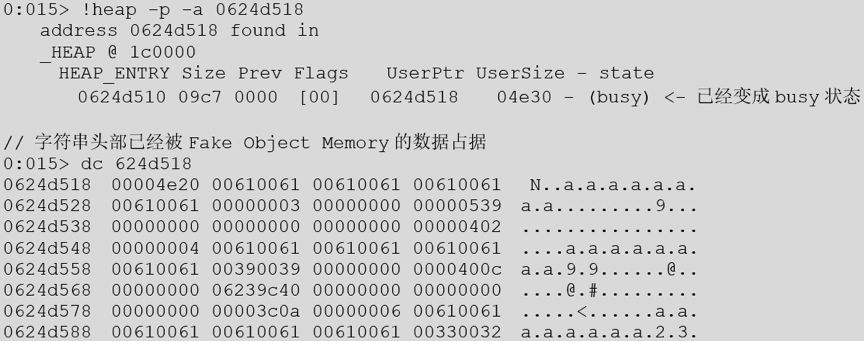 0:015> !heap -p -a 0624d518
address 0624d518 found in
_HEAP @ 1c0000
HEAP_ENTRY Size Prev Flags UserPtr UserSize - state
0624d510 09c7 0000 [00] 0624d518 04e30 - (busy) <- 已经变成 busy 状态
// 字符串头部已经被 Fake Object Memory 的数据占据
0:015> dc 624d518
0624d518 00004e20 00610061 00610061 00610061 N..a.a.a.a.a.a.
0624d528 00610061 00000003 00000000 00000539 a.a.........9...
0624d538 00000000 00000000 00000000 00000402 ................
0624d548 00000004 00610061 00610061 00610061 ....a.a.a.a.a.a.
0624d558 00610061 00390039 00000000 0000400c a.a.9.9......@..
0624d568 00000000 06239c40 00000000 00000000 ....@.#.........
0624d578 00000000 00003c0a 00000006 00610061 .....<......a.a.
0624d588 00610061 00610061 00610061 00330032 a.a.a.a.a.a.2.3.